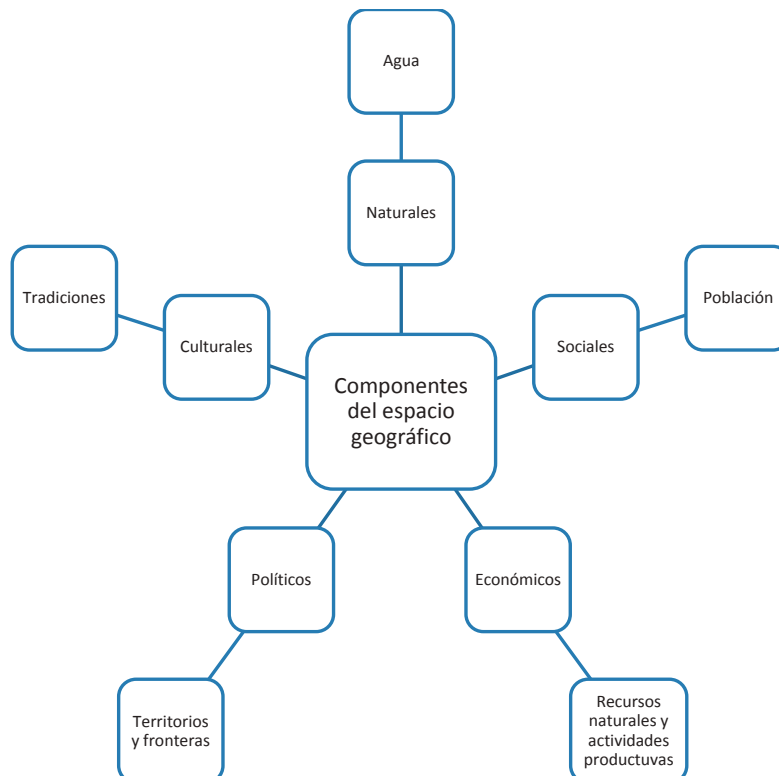 Agua
Naturales
Tradiciones
Culturales
Componentes
del espacio
geográfico
Sociales
Población
Políticos
Económicos
Territorios
y fronteras
Recursos
naturales y
actividades
productuvas